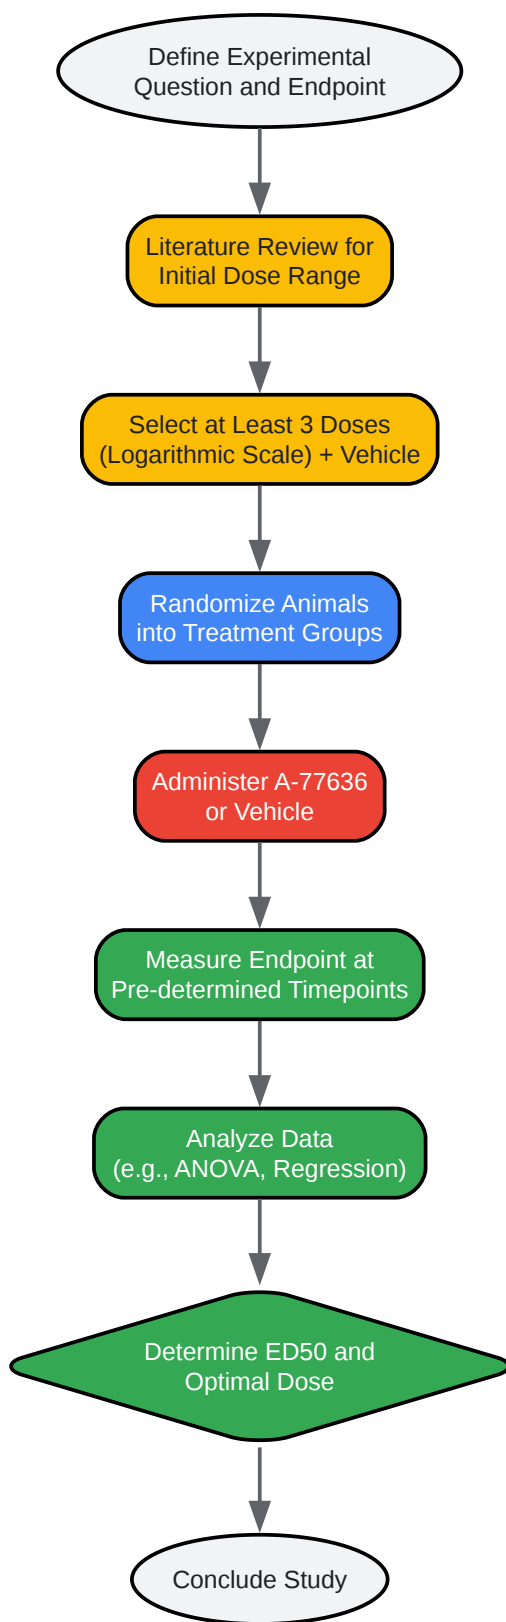 Define Experimental
Question and Endpoint
Literature Review for
Initial Dose Range
Select at Least 3 Doses
(Logarithmic Scale) + Vehicle
Randomize Animals
into Treatment Groups
Administer A-77636
or Vehicle
Measure Endpoint at
Pre-determined Timepoints
Analyze Data
(e.g., ANOVA, Regression)
Determine ED50 and
Optimal Dose
Conclude Study